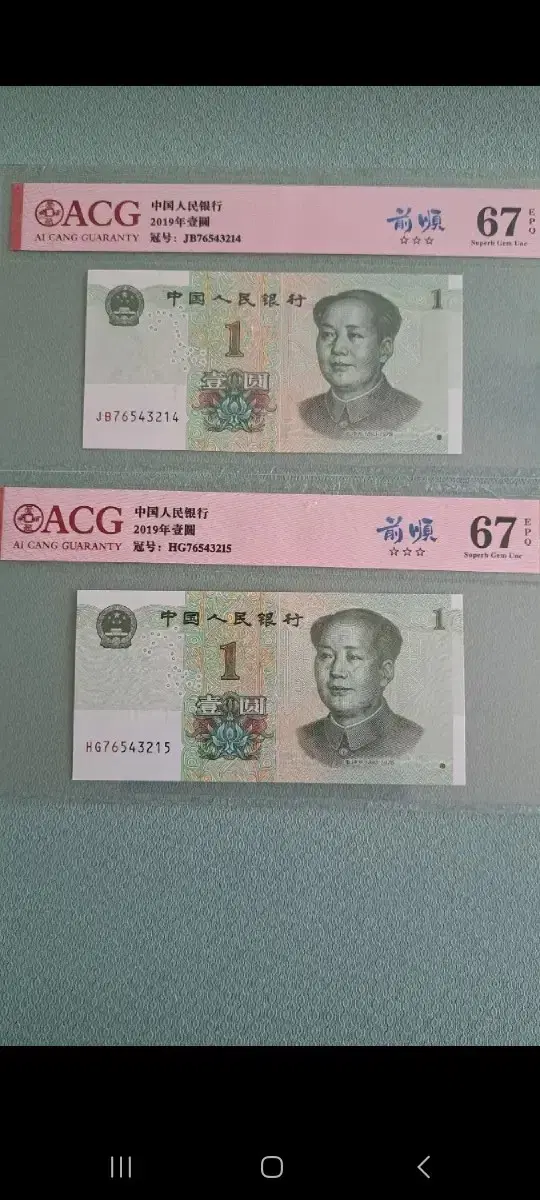 ACG
AI CANG GUARANTY
中国人民银行
2019年壹圆
冠号: JB76543214
前順
☆☆☆
67
EPQ
Superb Gem Unc
中国人民银行
1
1
壹圆
JB76543214
ACG
AI CANG GUARANTY
中国人民银行
2019年壹圆
冠号: HG76543215
前順
☆☆☆
67
EPQ
Superb Gem Unc
中国人民银行
1
1
壹圆
HG76543215